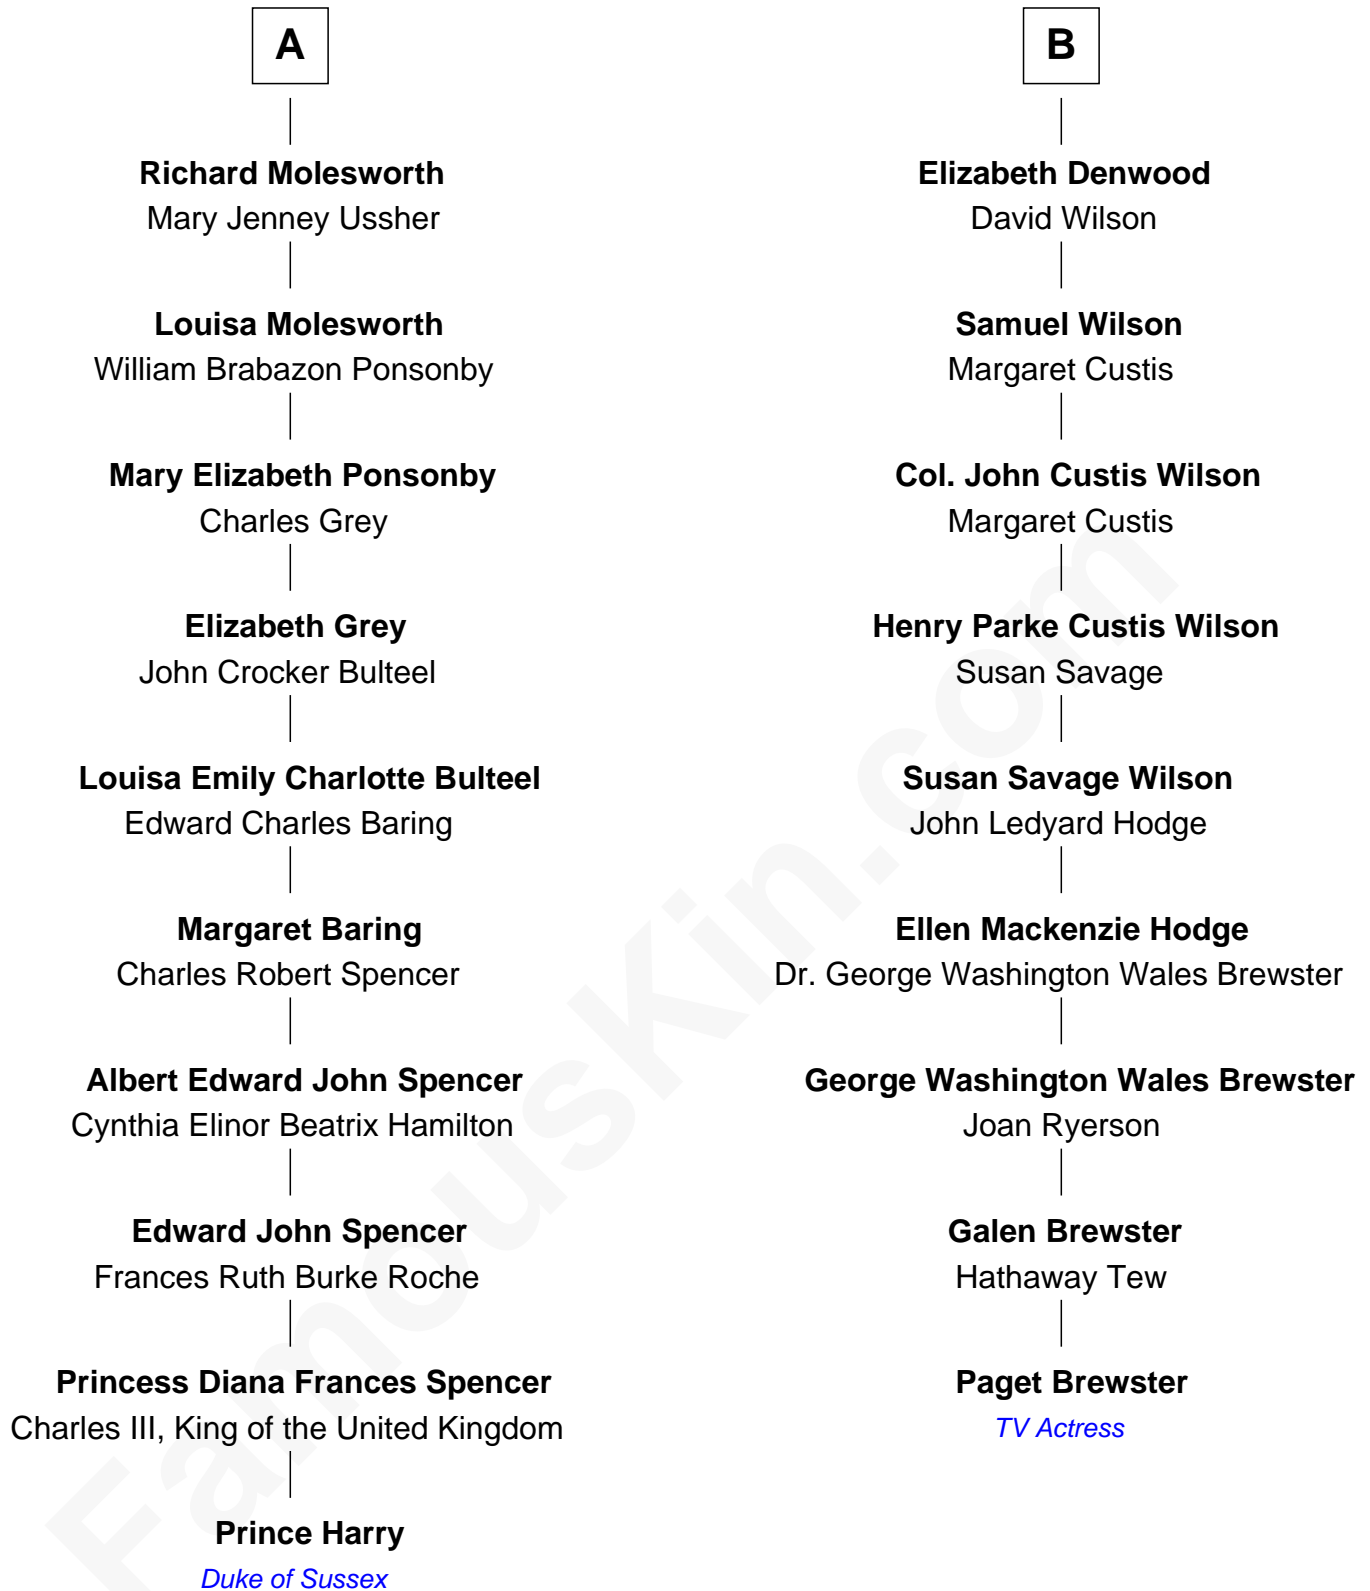 A
Richard Molesworth
Mary Jenney Ussher
Louisa Molesworth
William Brabazon Ponsonby
Mary Elizabeth Ponsonby
Charles Grey
Elizabeth Grey
John Crocker Bulteel
Louisa Emily Charlotte Bulteel
Edward Charles Baring
Margaret Baring
Charles Robert Spencer
Albert Edward John Spencer
Cynthia Elinor Beatrix Hamilton
Edward John Spencer
Frances Ruth Burke Roche
Princess Diana Frances Spencer
Charles III, King of the United Kingdom
Prince Harry
Duke of Sussex
B
Elizabeth Denwood
David Wilson
Samuel Wilson
Margaret Custis
Col. John Custis Wilson
Margaret Custis
Henry Parke Custis Wilson
Susan Savage
Susan Savage Wilson
John Ledyard Hodge
Ellen Mackenzie Hodge
Dr. George Washington Wales Brewster
George Washington Wales Brewster
Joan Ryerson
Galen Brewster
Hathaway Tew
Paget Brewster
TV Actress
FamousKin.com